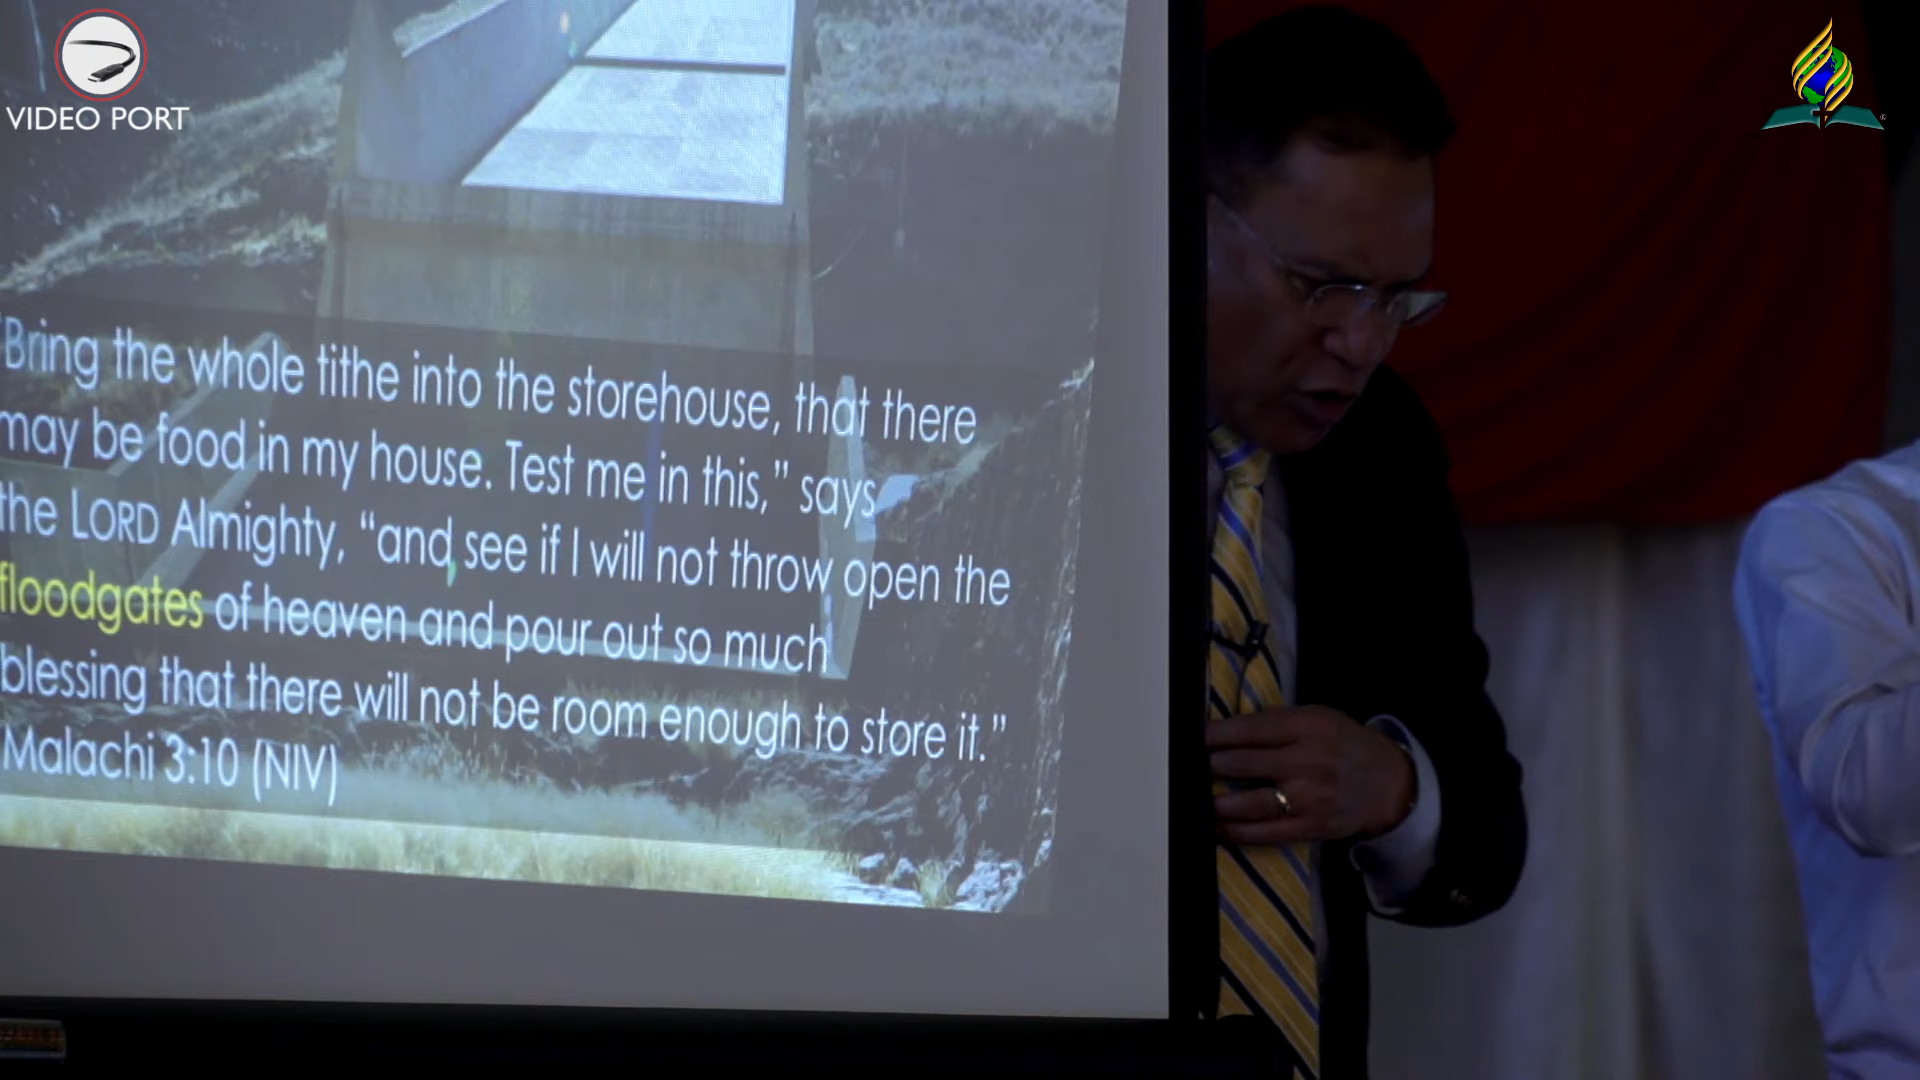 VIDEO PORT
"Bring the whole tithe into the storehouse, that there
may be food in my house. Test me in this," says
the LORD Almighty, "and see if I will not throw open the
floodgates of heaven and pour out so much
blessing that there will not be room enough to store it."
Malachi 3:10 (NIV)